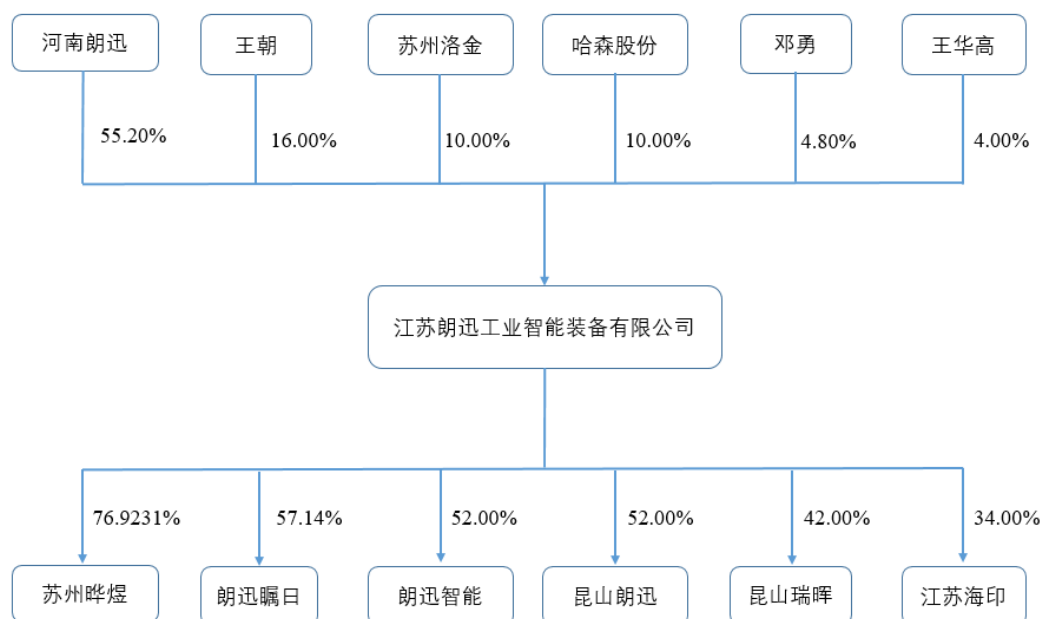 河南朗迅
王朝
苏州洛金
哈森股份
邓勇
王华高
55.20%
16.00%
10.00%
10.00%
4.80%
4.00%
江苏朗迅工业智能装备有限公司
76.9231%
57.14%
52.00%
52.00%
42.00%
34.00%
苏州晔煜
朗迅瞩日
朗迅智能
昆山朗迅
昆山瑞晖
江苏海印